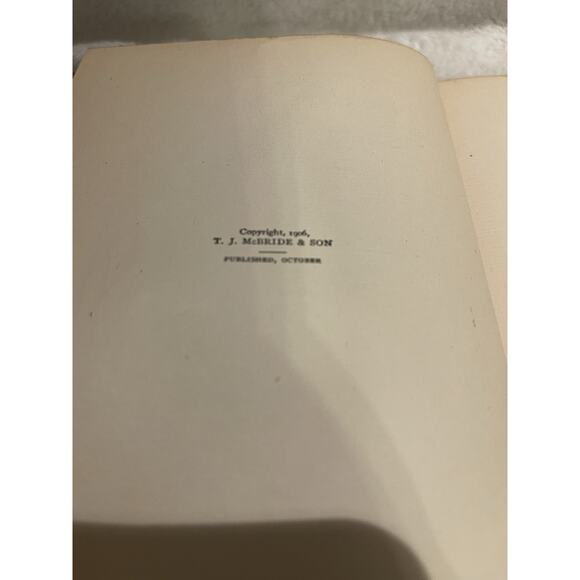 Copyright, 1906,
T. J. McBRIDE & SON
PUBLISHED, OCTOBER